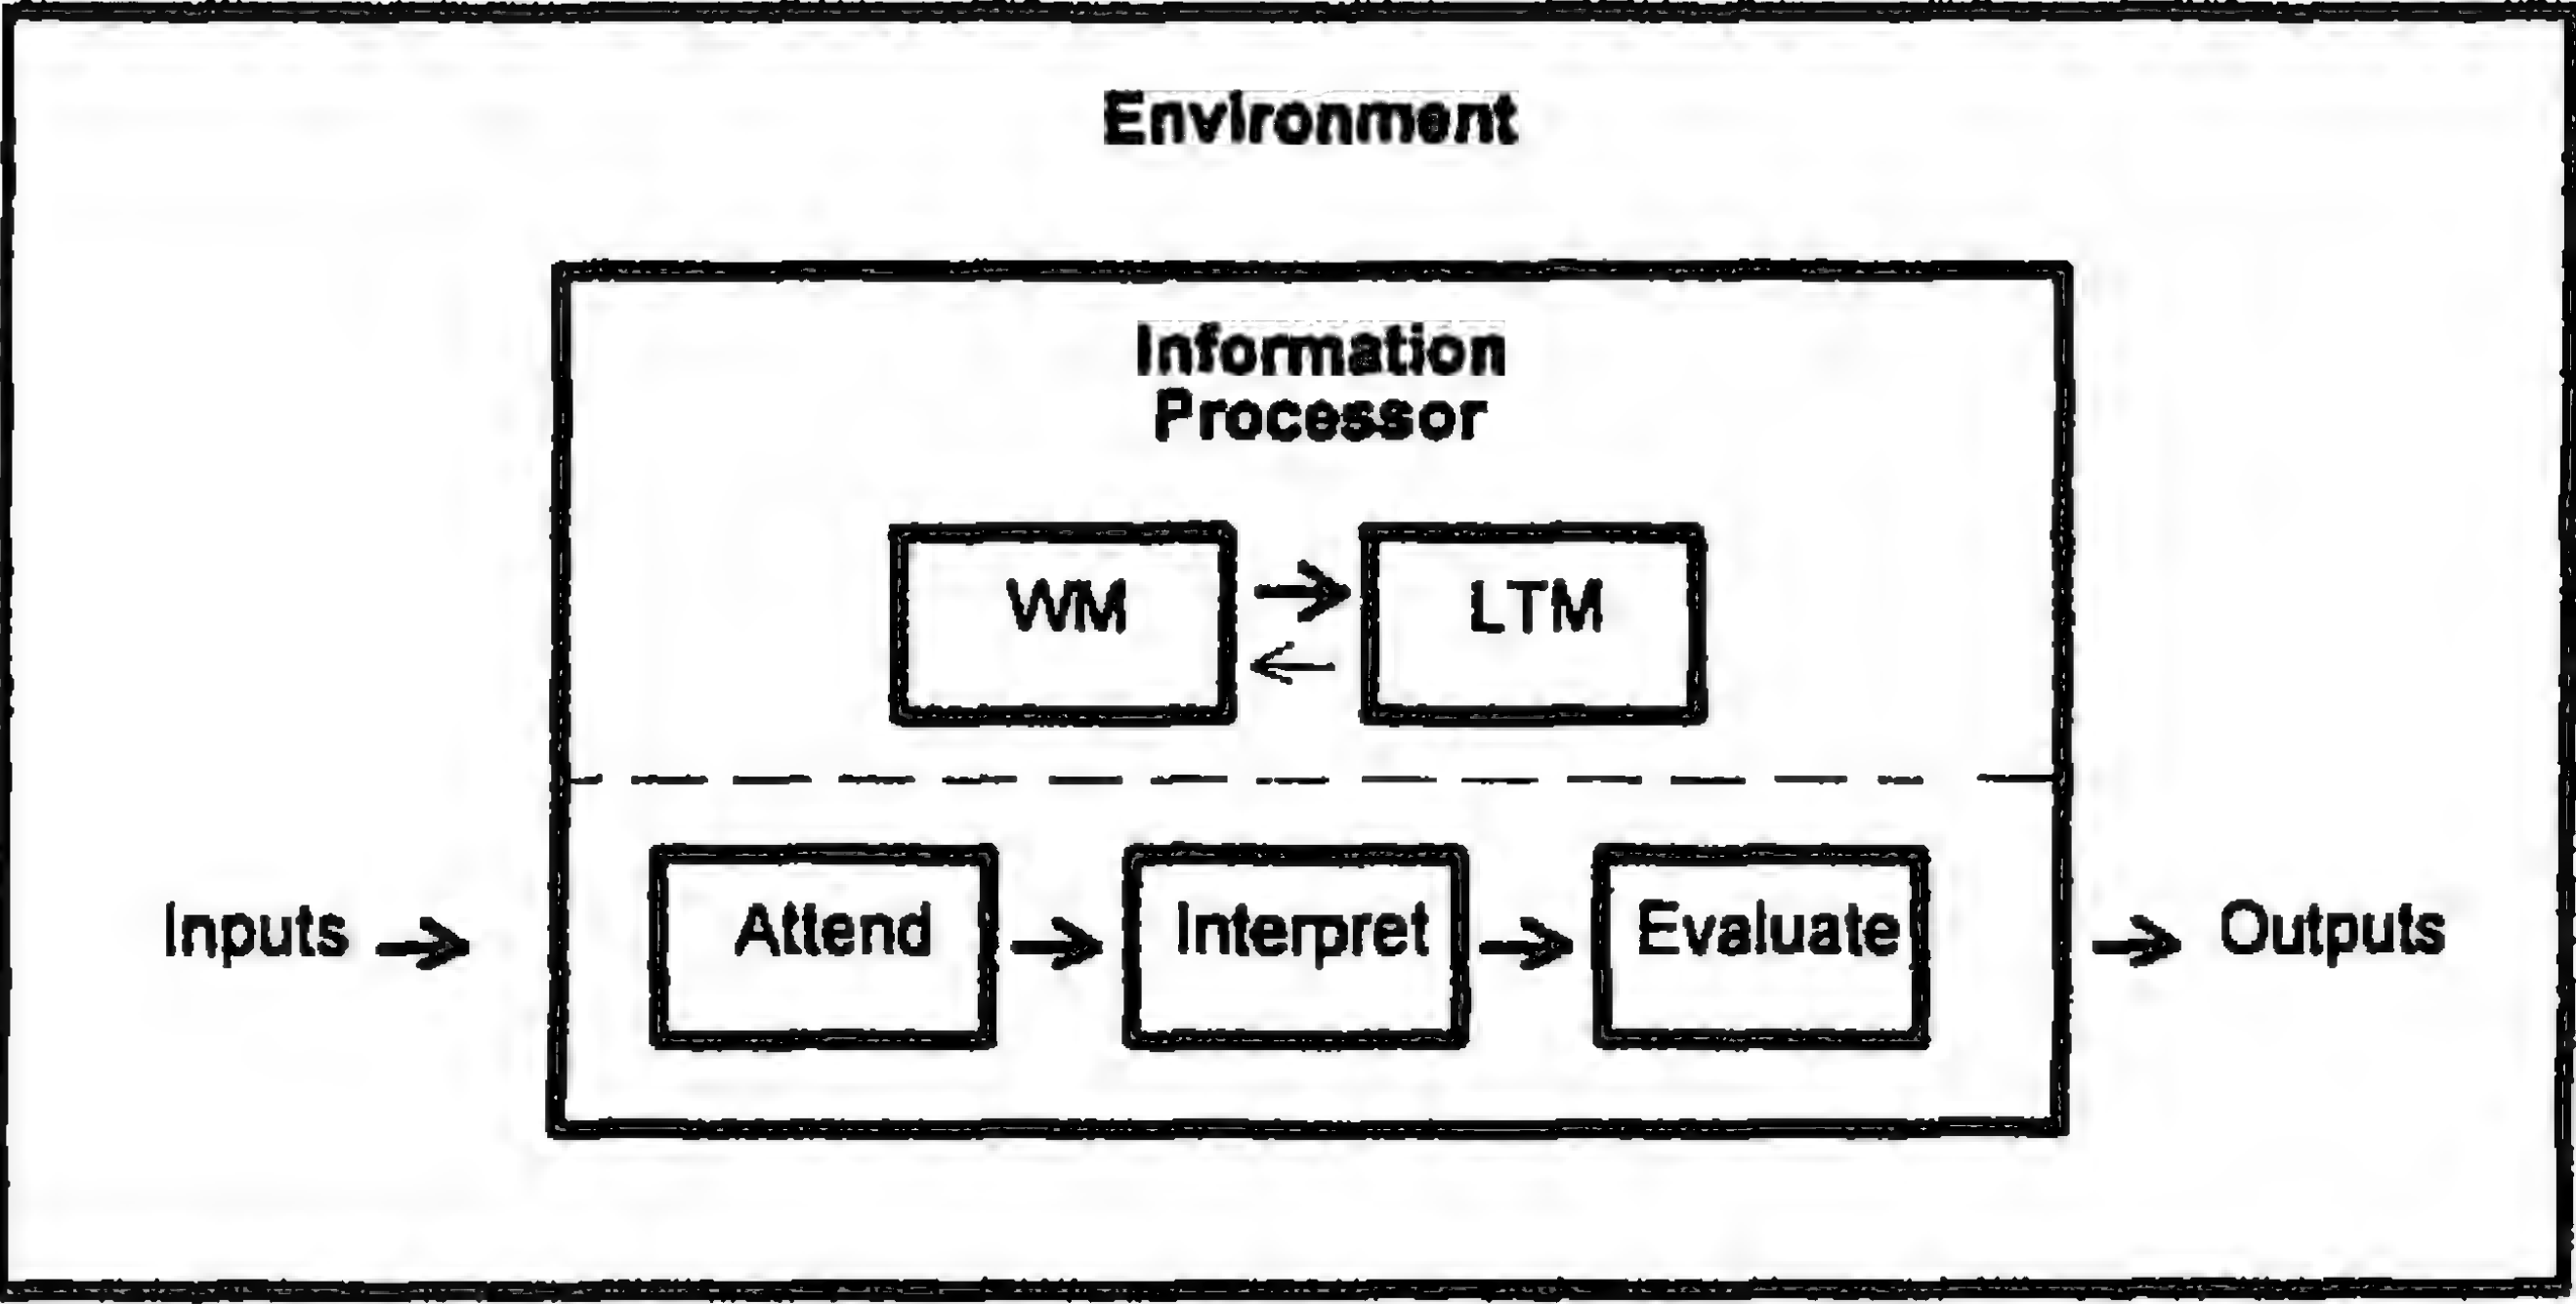 Environment
Information
Processor
WM
LTM
Inputs
Attend
Interpret
Evaluate
Outputs